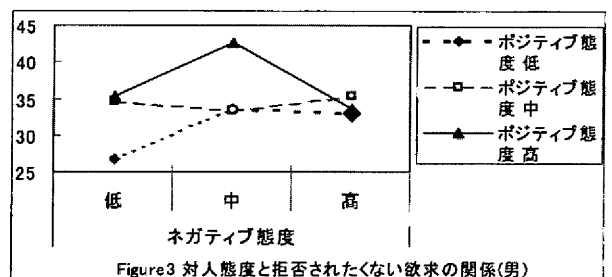 45
40
35
30
25
低
中
高
ネガティブ態度
ポジティブ態
度 低
ポジティブ態
度 中
ポジティブ態
度 高
Figure3 対人態度と拒否されたくない欲求の関係(男)